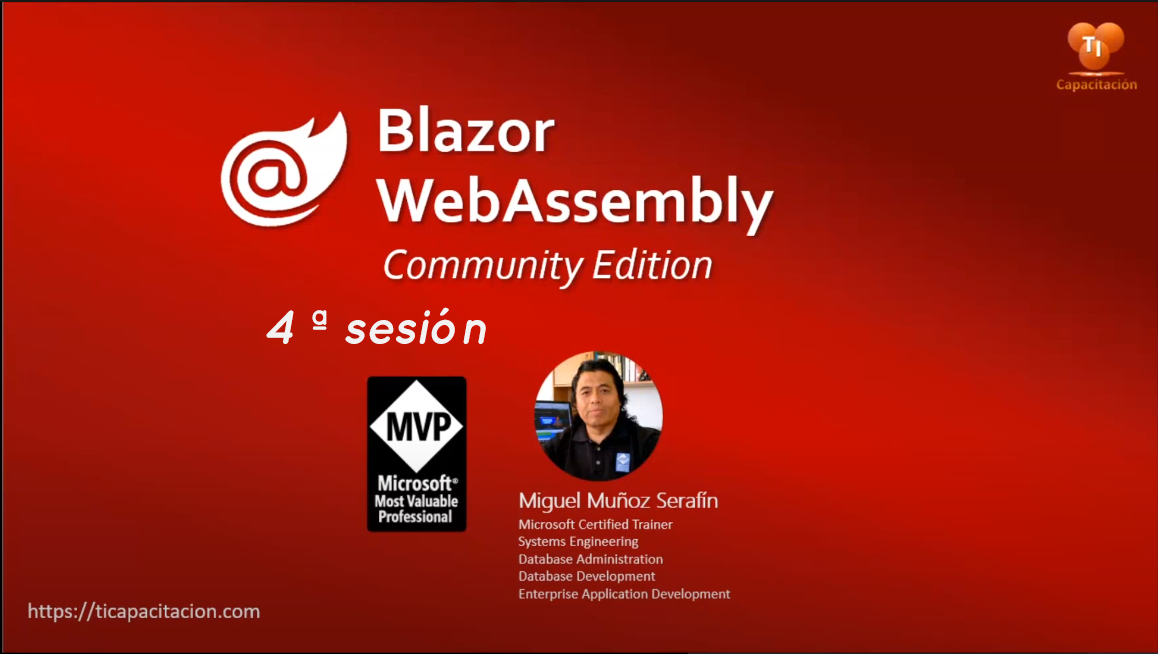 TI
Capacitación
@
Blazor
WebAssembly
Community Edition
4 ª sesión
MVP
Microsoft®
Most Valuable
Professional
Miguel Muñoz Serafín
Microsoft Certified Trainer
Systems Engineering
Database Administration
Database Development
Enterprise Application Development
https://ticapacitacion.com